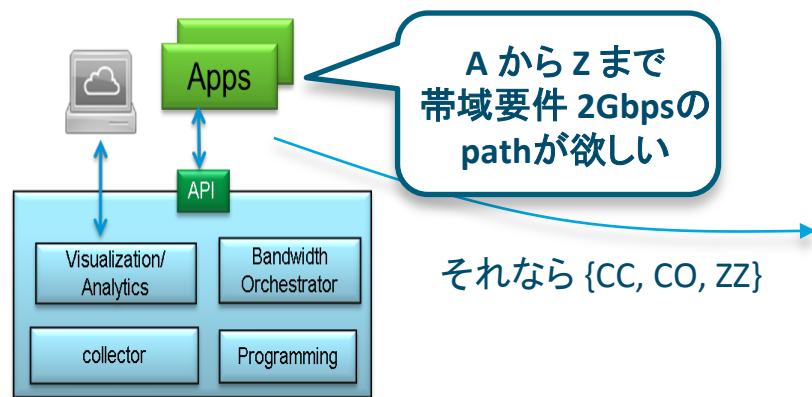 Apps
A から Z まで
帯域要件 2Gbpsの
pathが欲しい
API
Visualization/
Analytics
Bandwidth
Orchestrator
collector
Programming
それなら {CC, CO, ZZ}